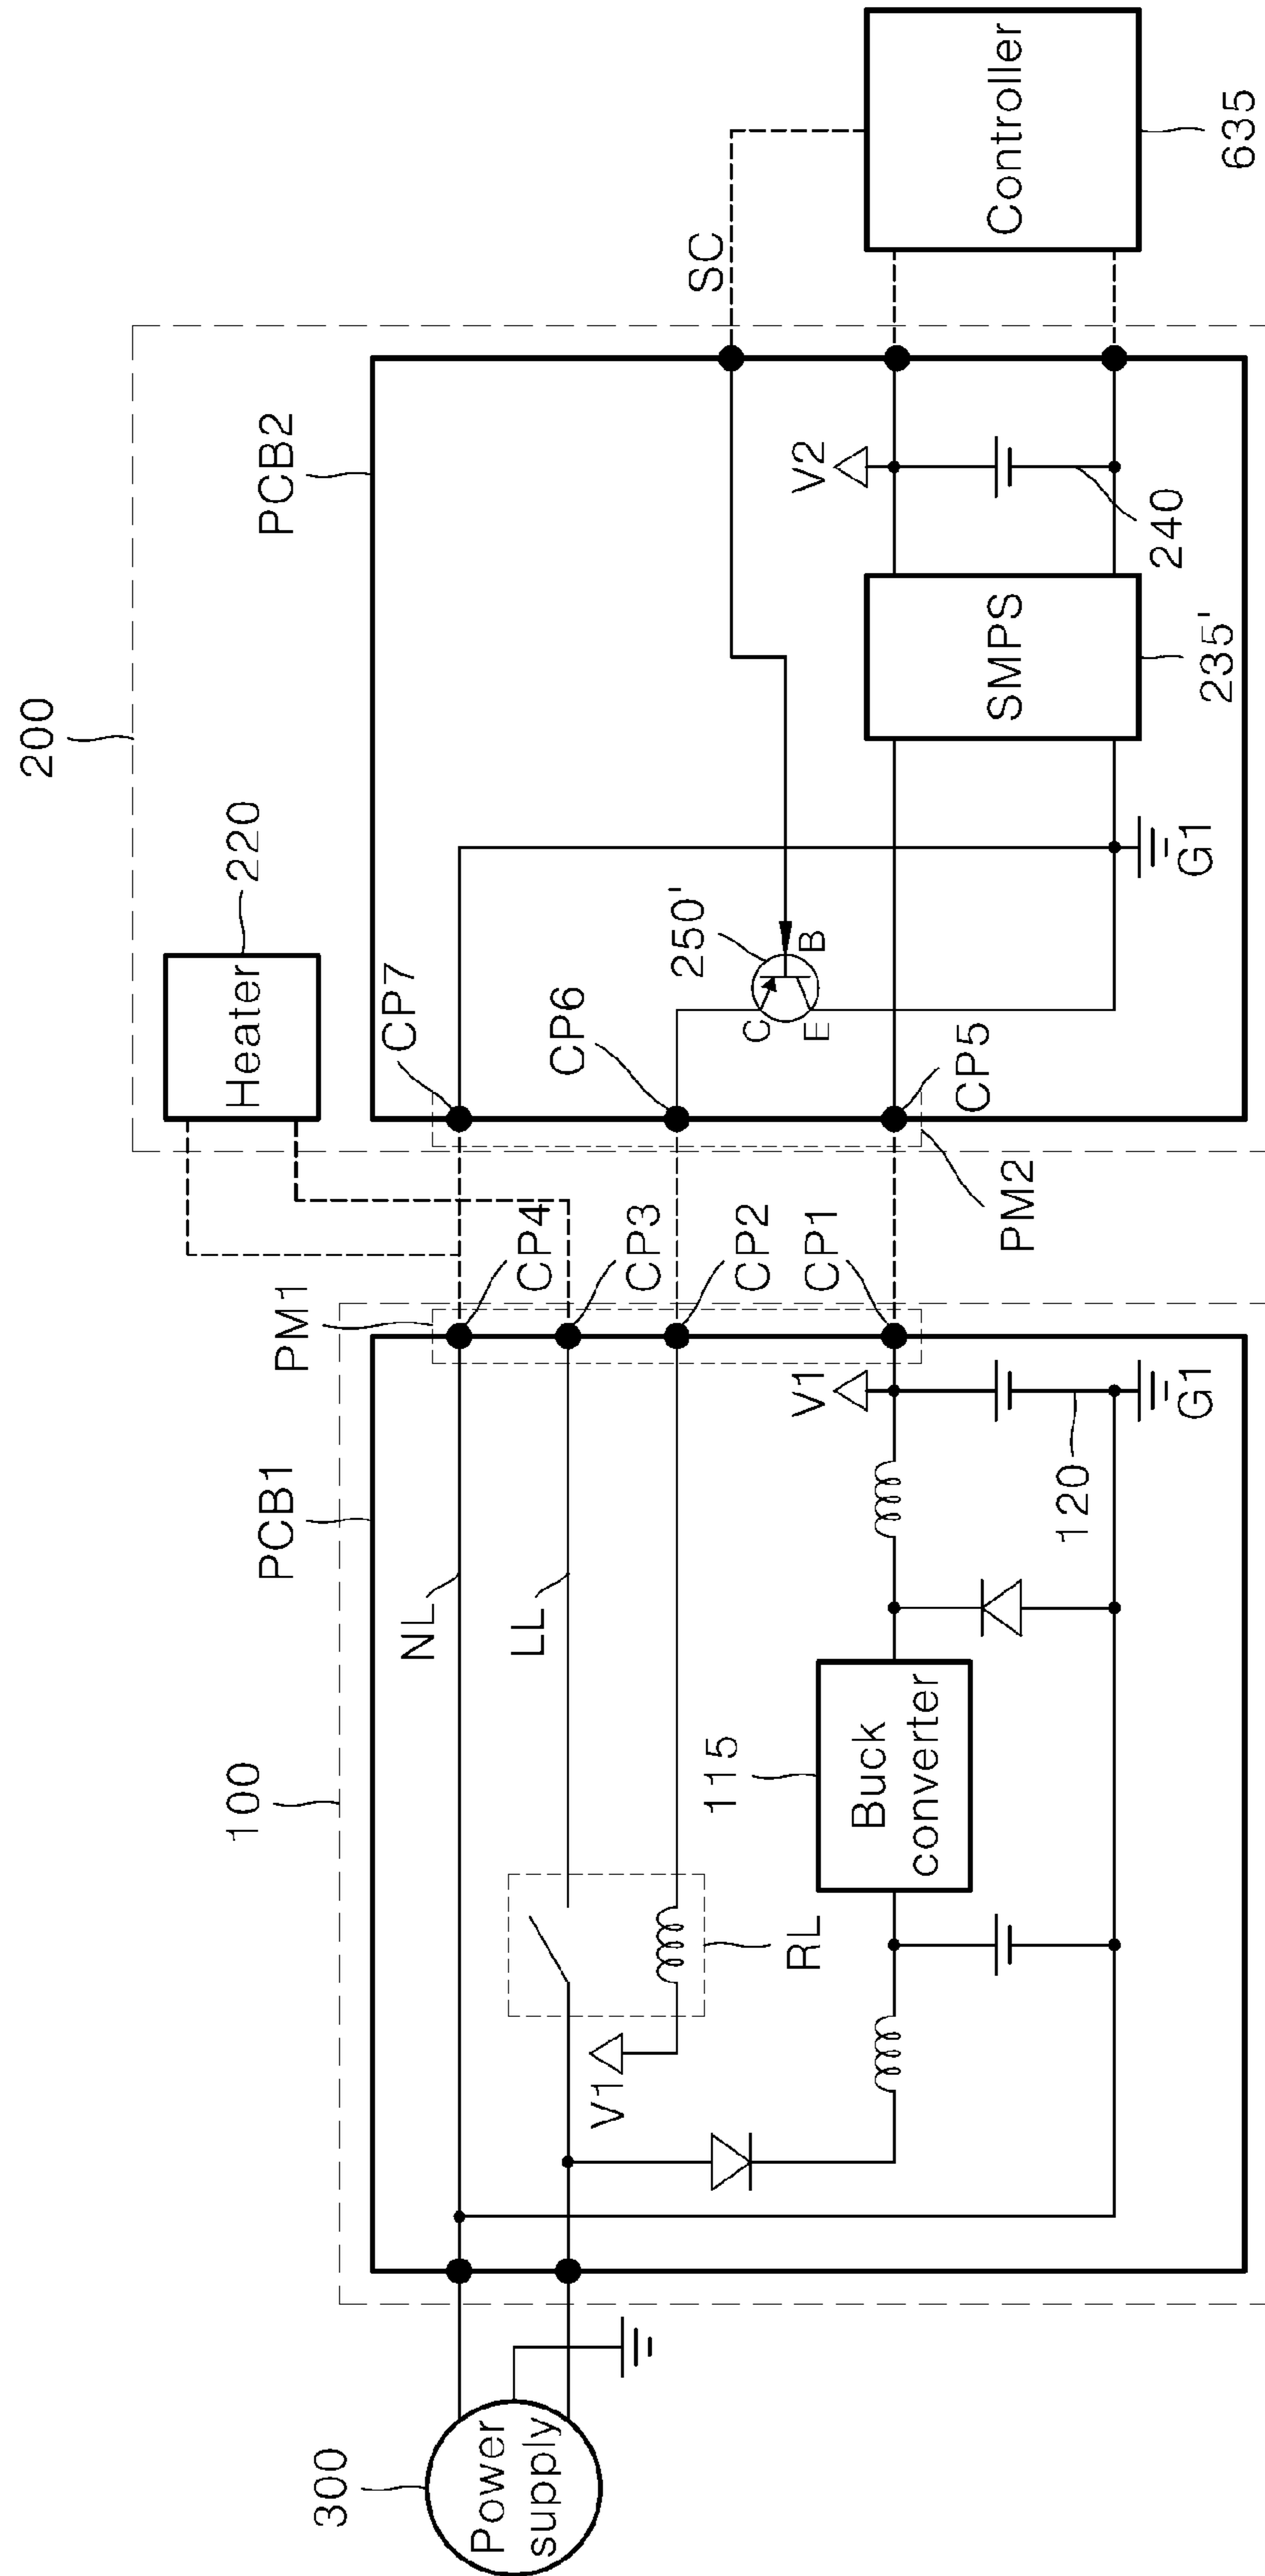 200
220
Heater
PCB2
SC
Controller
635
CP7
CP6
250'
C
B
E
CP5
PM2
V2
SMPS
235'
240
G1
100
PCB1
PM1
CP4
CP3
CP2
CP1
NL
LL
RL
V1
115
Buck
converter
V1
120
G1
300
Power
supply